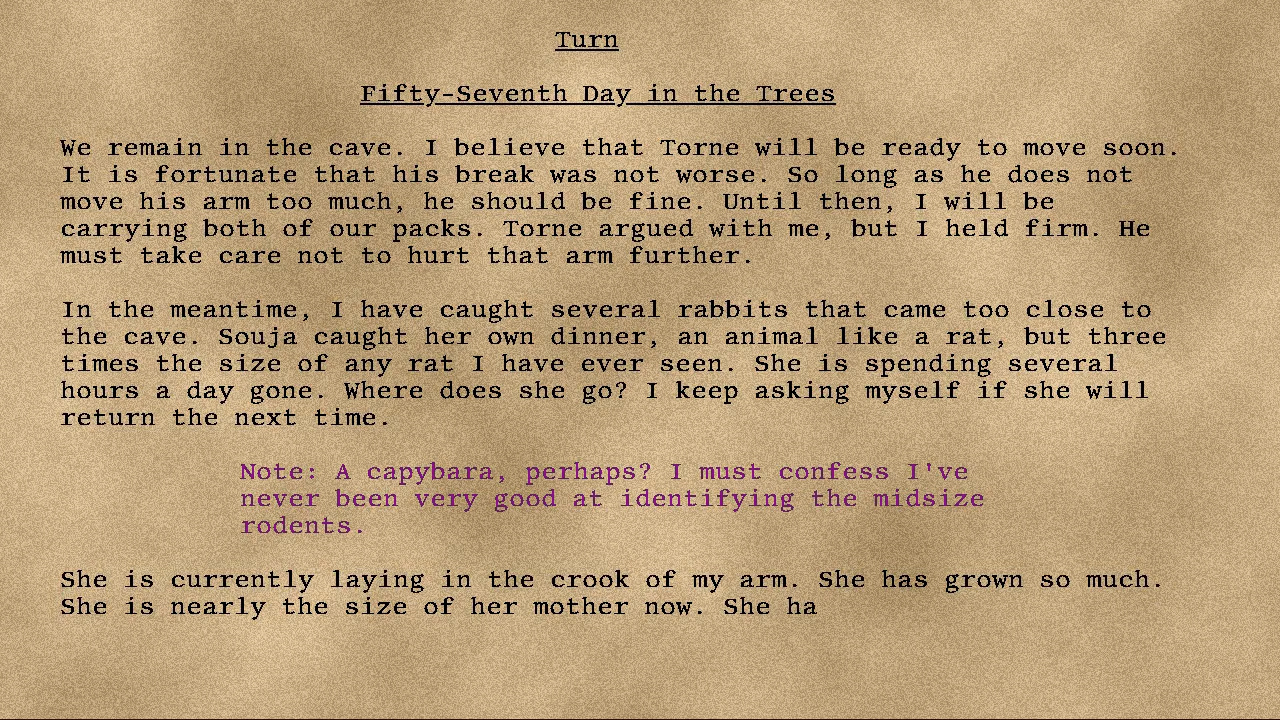 Turn
Fifty-Seventh Day in the Trees
We remain in the cave. I believe that Torne will be ready to move soon.
It is fortunate that his break was not worse. So long as he does not
move his arm too much, he should be fine. Until then, I will be
carrying both of our packs. Torne argued with me, but I held firm. He
must take care not to hurt that arm further.
In the meantime, I have caught several rabbits that came too close to
the cave. Souja caught her own dinner, an animal like a rat, but three
times the size of any rat I have ever seen. She is spending several
hours a day gone. Where does she go? I keep asking myself if she will
return the next time.
Note: A capybara, perhaps? I must confess I've
never been very good at identifying the midsize
rodents.
She is currently laying in the crook of my arm. She has grown so much.
She is nearly the size of her mother now. She ha